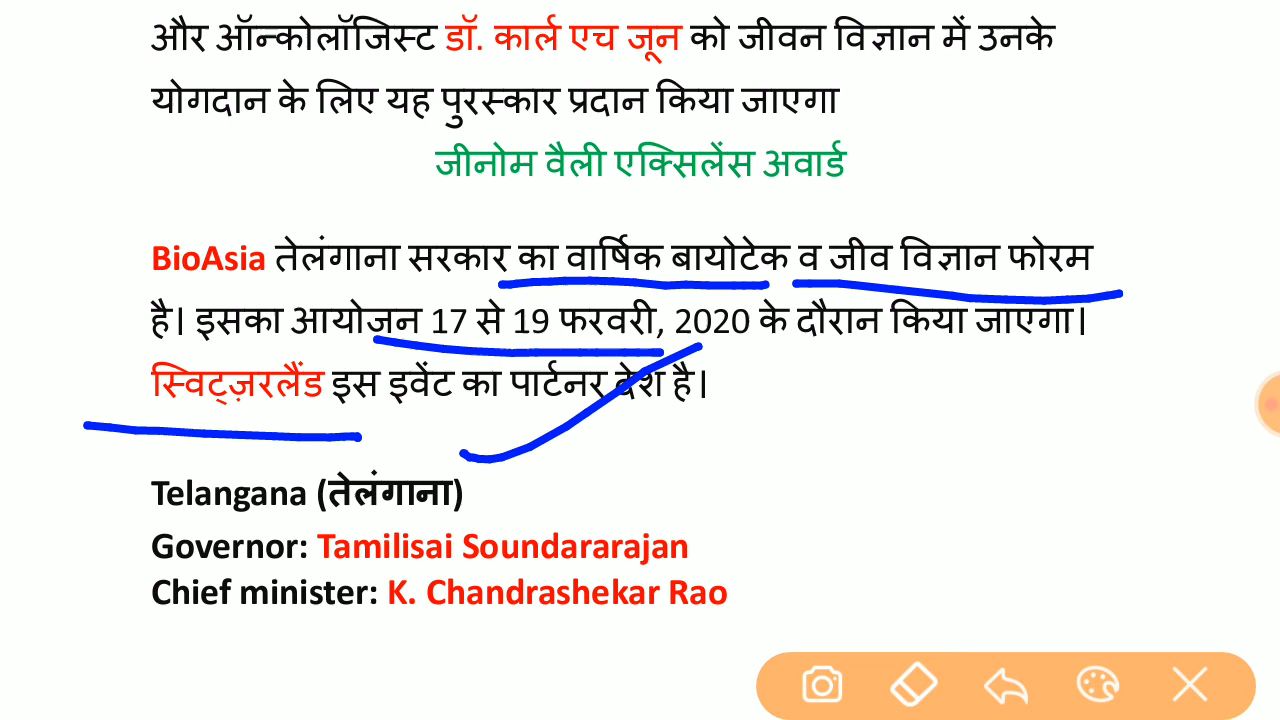 और ऑन्कोलॉजिस्ट डॉ. कार्ल एच जून को जीवन विज्ञान में उनके
योगदान के लिए यह पुरस्कार प्रदान किया जाएगा
जीनोम वैली एक्सिलेंस अवार्ड
BioAsia तेलंगाना सरकार का वार्षिक बायोटेक व जीव विज्ञान फोरम
है। इसका आयोजन 17 से 19 फरवरी, 2020 के दौरान किया जाएगा।
स्विट्ज़रलैंड इस इवेंट का पार्टनर देश है।
Telangana (तेलंगाना)
Governor: Tamilisai Soundararajan
Chief minister: K. Chandrashekar Rao